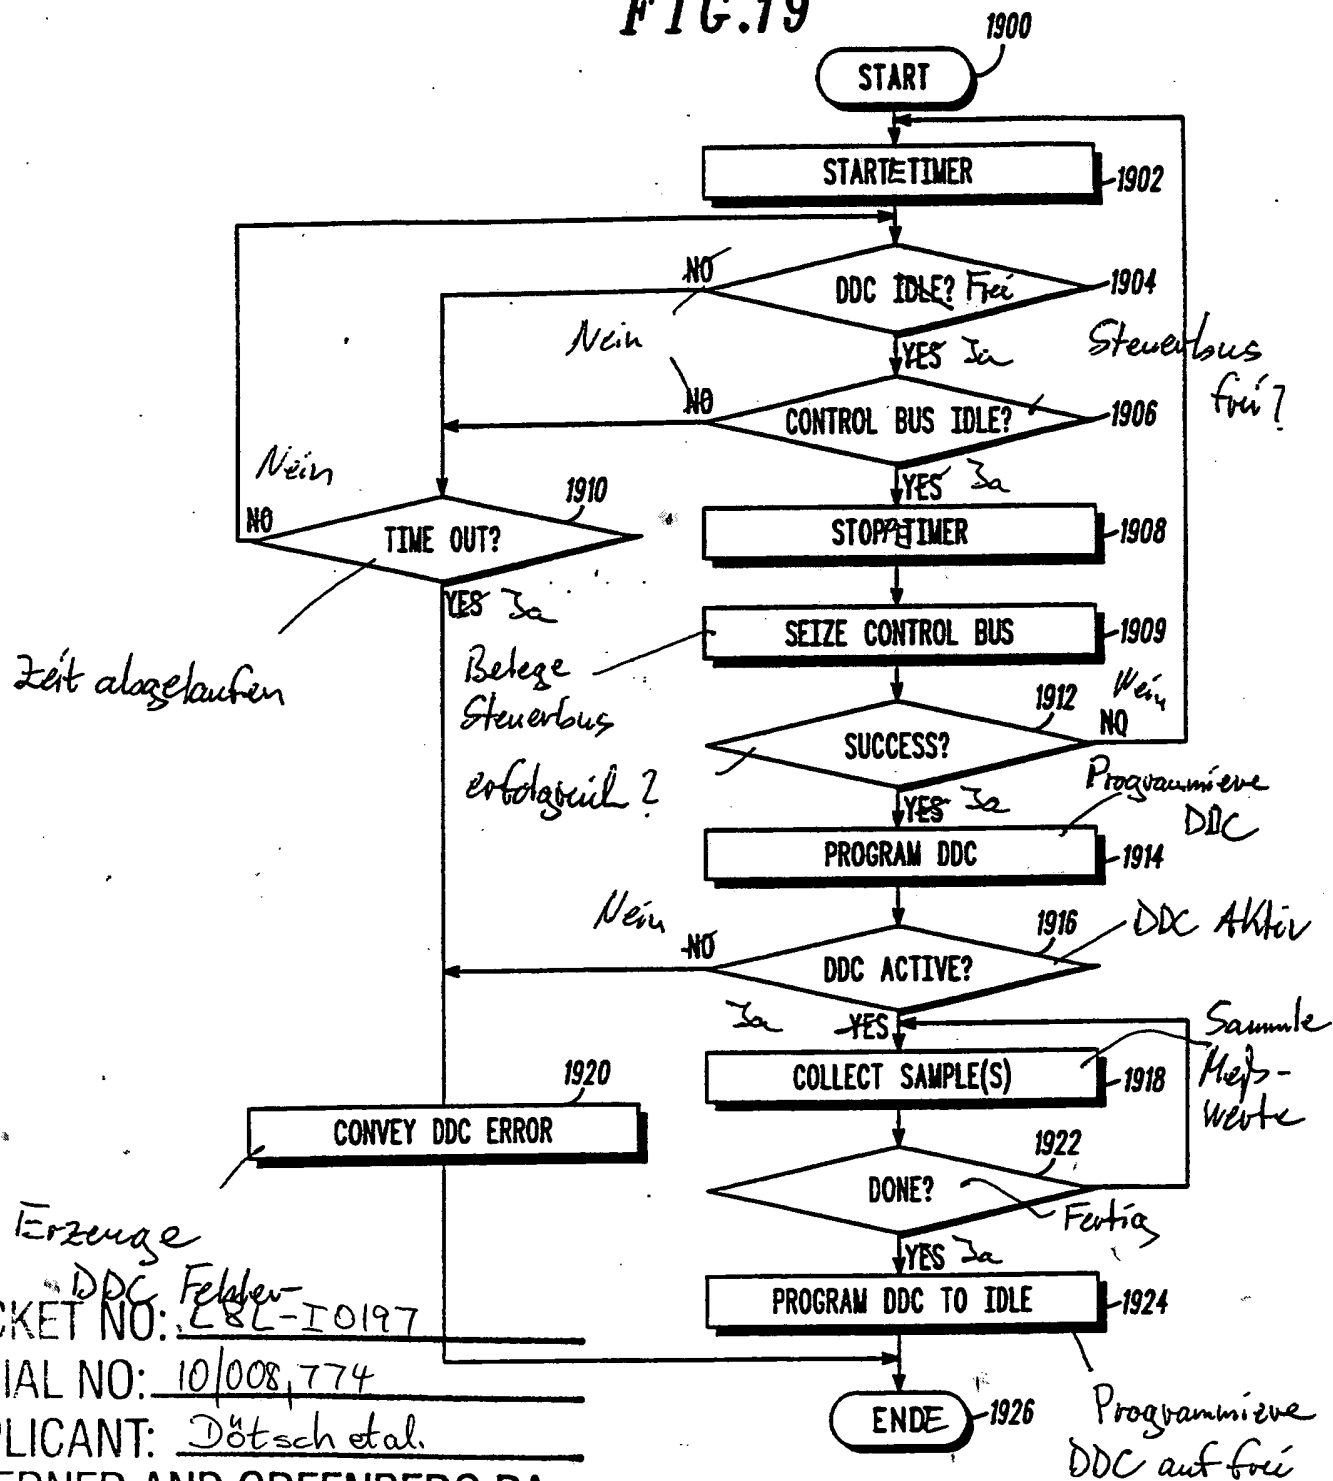 FIG.19
1900
START
STARTE TIMER
1902
NO
DDC IDLE? Frei
1904
Nein
YES Ja
Steuerbus
frei?
NO
CONTROL BUS IDLE?
1906
Nein
YES Ja
1910
NO
TIME OUT?
STOPPE TIMER
1908
YES Ja
SEIZE CONTROL BUS
1909
Zeit abgelaufen
Belege
Steuerbus
1912
Nein
NO
SUCCESS?
erfolgreich?
YES Ja
Programmiere
DDC
PROGRAM DDC
1914
Nein
NO
1916
DDC Aktiv
DDC ACTIVE?
Ja YES
Sammle
Meß-
werte
COLLECT SAMPLE(S)
1918
1920
CONVEY DDC ERROR
1922
DONE?
Fertig
Erzeuge
DDC Fehler-
YES Ja
PROGRAM DDC TO IDLE
1924
CKET NO: L&L-I0197
IAL NO: 10/008,774
ENDE
1926
Programmiere
DDC auf frei
PLICANT: Dötsch et al.
ERNER AND GREENBERG P.A.